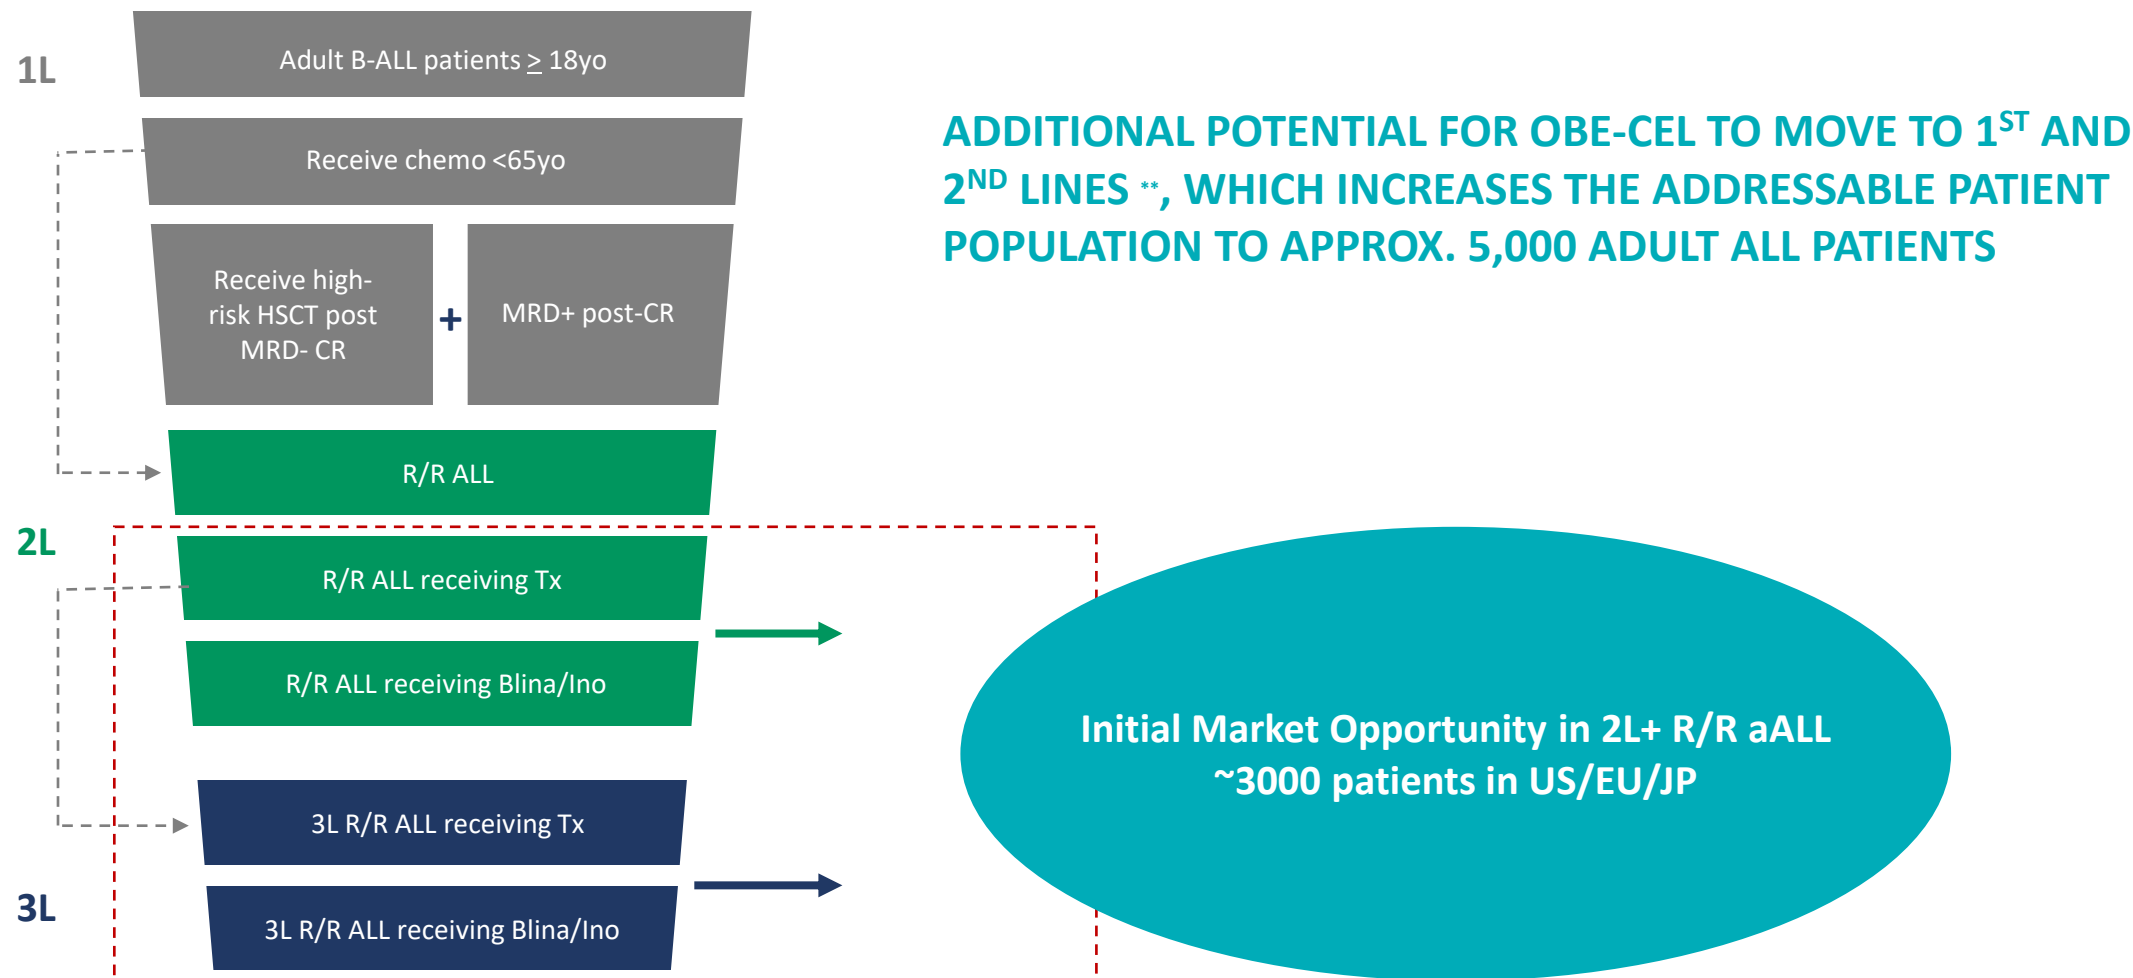 1L
Adult B-ALL patients ≥ 18yo
Receive chemo <65yo
Receive high-
risk HSCT post
MRD- CR
+
MRD+ post-CR
ADDITIONAL POTENTIAL FOR OBE-CEL TO MOVE TO 1ST AND
2ND LINES **, WHICH INCREASES THE ADDRESSABLE PATIENT
POPULATION TO APPROX. 5,000 ADULT ALL PATIENTS
R/R ALL
2L
R/R ALL receiving Tx
R/R ALL receiving Blina/Ino
Initial Market Opportunity in 2L+ R/R aALL
~3000 patients in US/EU/JP
3L R/R ALL receiving Tx
3L
3L R/R ALL receiving Blina/Ino